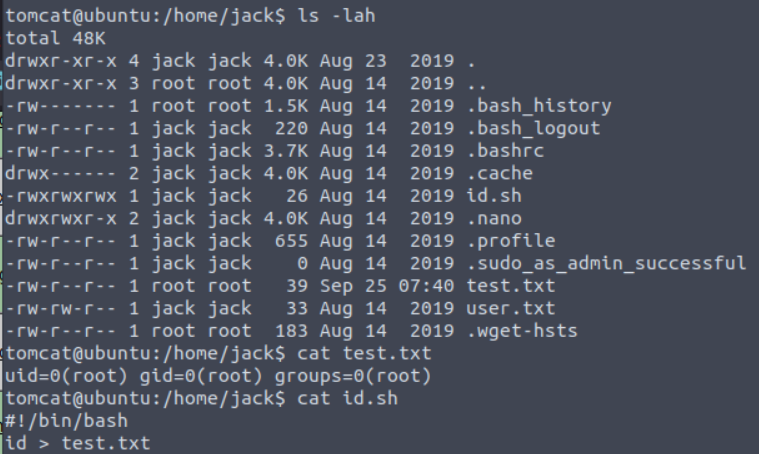 tomcat@ubuntu:/home/jack$ ls -lah
total 48K
drwxr-xr-x 4 jack jack 4.0K Aug 23  2019 .
drwxr-xr-x 3 root root 4.0K Aug 14  2019 ..
-rw------- 1 root root 1.5K Aug 14  2019 .bash_history
-rw-r--r-- 1 jack jack  220 Aug 14  2019 .bash_logout
-rw-r--r-- 1 jack jack 3.7K Aug 14  2019 .bashrc
drwx------ 2 jack jack 4.0K Aug 14  2019 .cache
-rwxrwxrwx 1 jack jack   26 Aug 14  2019 id.sh
drwxrwxr-x 2 jack jack 4.0K Aug 14  2019 .nano
-rw-r--r-- 1 jack jack  655 Aug 14  2019 .profile
-rw-r--r-- 1 jack jack    0 Aug 14  2019 .sudo_as_admin_successful
-rw-r--r-- 1 root root   39 Sep 25 07:40 test.txt
-rw-rw-r-- 1 jack jack   33 Aug 14  2019 user.txt
-rw-r--r-- 1 root root  183 Aug 14  2019 .wget-hsts
tomcat@ubuntu:/home/jack$ cat test.txt
uid=0(root) gid=0(root) groups=0(root)
tomcat@ubuntu:/home/jack$ cat id.sh
#!/bin/bash
id > test.txt